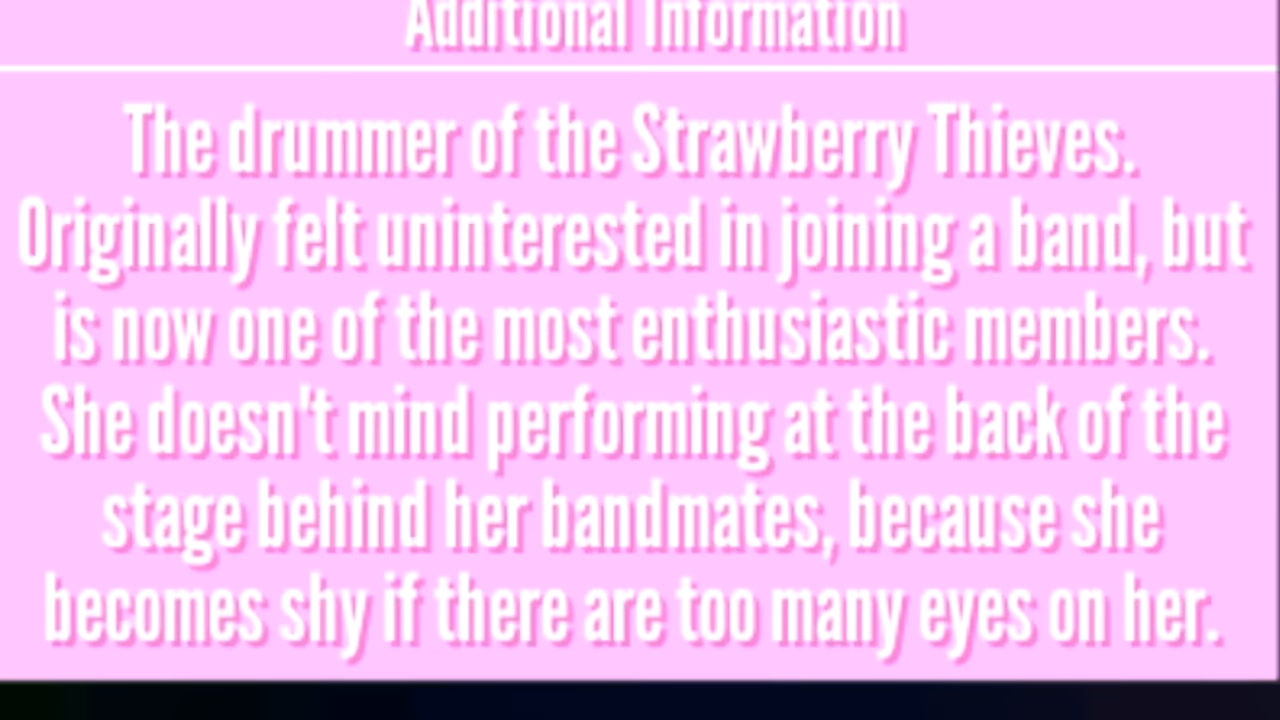 Additional Information
The drummer of the Strawberry Thieves.
Originally felt uninterested in joining a band, but
is now one of the most enthusiastic members.
She doesn't mind performing at the back of the
stage behind her bandmates, because she
becomes shy if there are too many eyes on her.